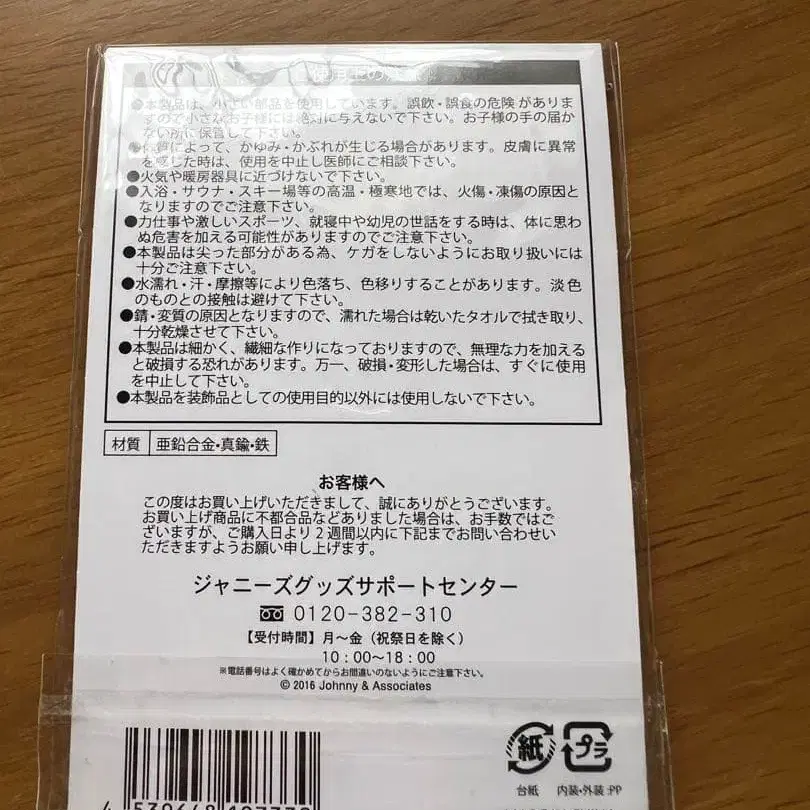 使用上の注意
●本製品は、小さい部品を使用しています。誤飲・誤食の危険がありま
すので小さなお子様には絶対に与えないで下さい。お子様の手の届か
ない所に保管して下さい。
●体質によって、かゆみ・かぶれが生じる場合があります。皮膚に異常
を感じた時は、使用を中止し医師にご相談下さい。
●火気や暖房器具に近づけないで下さい。
●入浴・サウナ・スキー場等の高温・極寒地では、火傷・凍傷の原因と
なりますのでご注意下さい。
●力仕事や激しいスポーツ、就寝中や幼児の世話をする時は、体に思わ
ぬ危害を加える可能性がありますのでご注意下さい。
●本製品は尖った部分がある為、ケガをしないようにお取り扱いには
十分ご注意下さい。
●水濡れ・汗・摩擦等により色落ち、色移りすることがあります。淡色
のものとの接触は避けて下さい。
●錆・変質の原因となりますので、濡れた場合は乾いたタオルで拭き取り、
十分乾燥させて下さい。
●本製品は細かく、繊細な作りになっておりますので、無理な力を加える
と破損する恐れがあります。万一、破損・変形した場合は、すぐに使用
を中止して下さい。
●本製品を装飾品としての使用目的以外には使用しないで下さい。
材質 亜鉛合金・真鍮・鉄
お客様へ
この度はお買い上げいただきまして、誠にありがとうございます。
お買い上げ商品に不都合品などありました場合は、お手数ではご
ざいますが、ご購入日より2週間以内に下記までお問い合わせい
ただきますようお願い申し上げます。
ジャニーズグッズサポートセンター
0120-382-310
【受付時間】月～金（祝祭日を除く）
10：00～18：00
※電話番号はよく確かめてからお間違いのないようにご注意下さい。
© 2016 Johnny & Associates
紙 プラ
台紙 内装・外装:PP